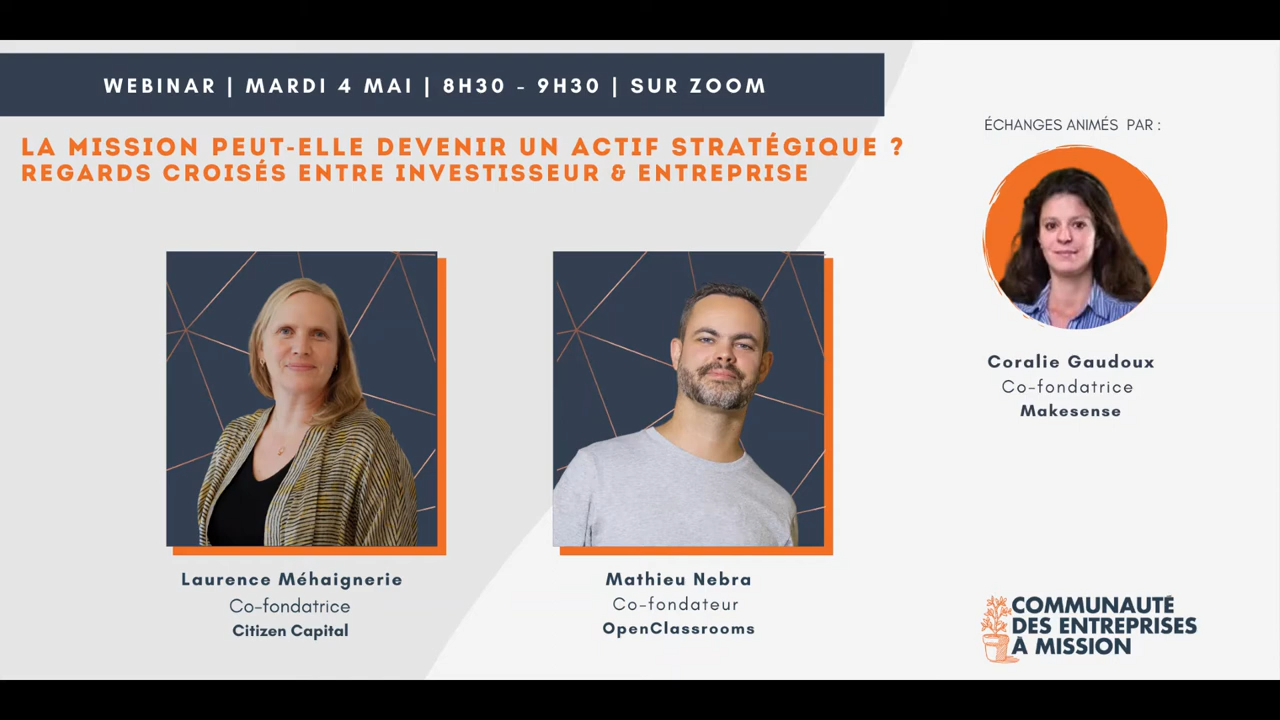 WEBINAR | MARDI 4 MAI | 8H30 - 9H30 | SUR ZOOM
LA MISSION PEUT-ELLE DEVENIR UN ACTIF STRATÉGIQUE ?
REGARDS CROISÉS ENTRE INVESTISSEUR & ENTREPRISE
ÉCHANGES ANIMÉS PAR :
Coralie Gaudoux
Co-fondatrice
Makesense
Laurence Méhaignerie
Co-fondatrice
Citizen Capital
Mathieu Nebra
Co-fondateur
OpenClassrooms
COMMUNAUTÉ
DES ENTREPRISES
À MISSION